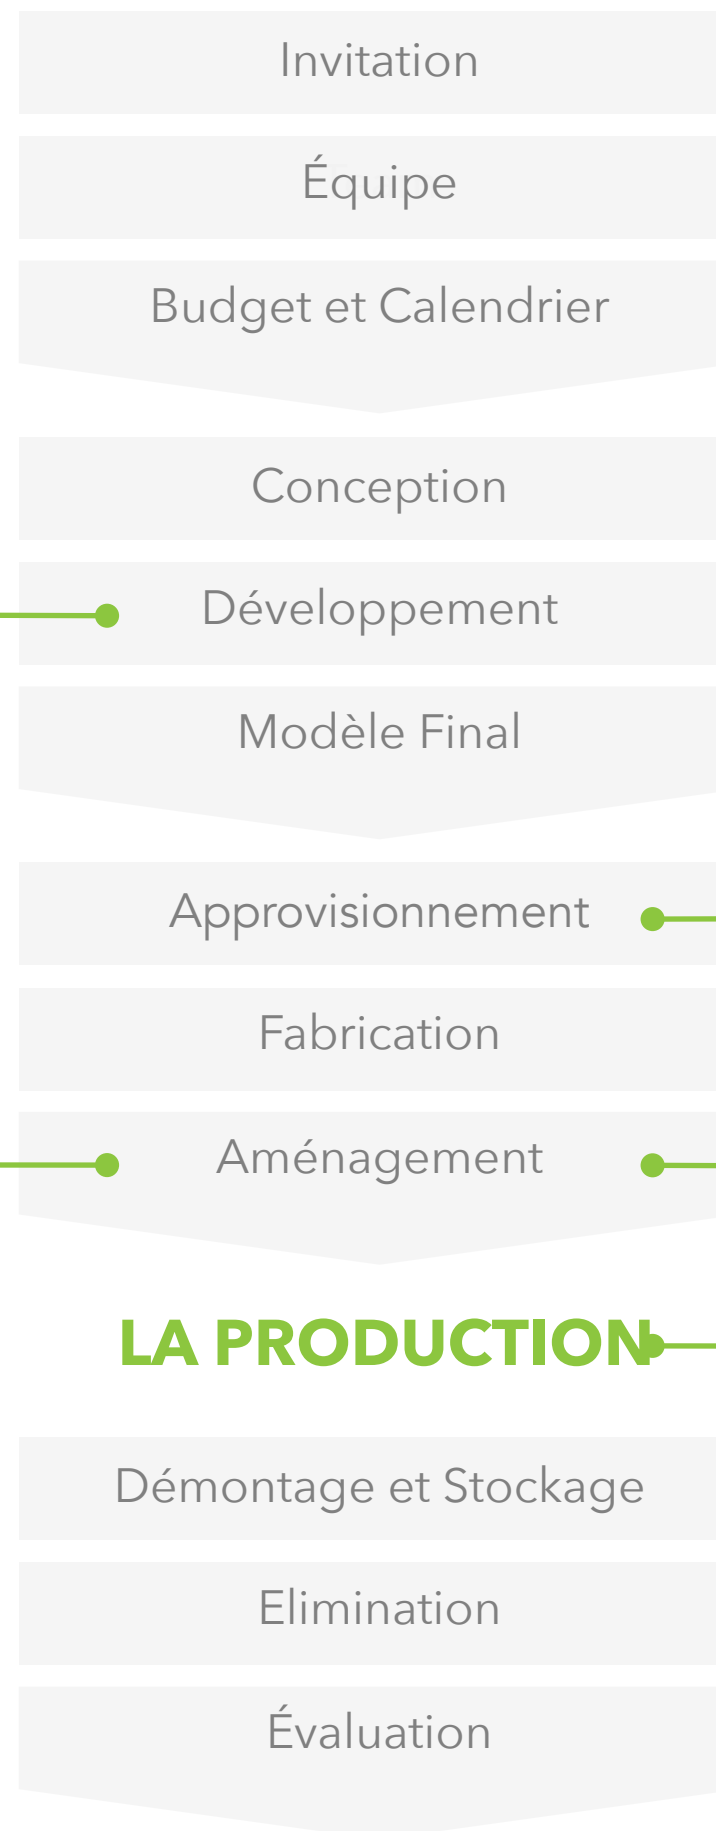 Invitation
Équipe
Budget et Calendrier
Conception
Développement
Modèle Final
Approvisionnement
Fabrication
Aménagement
LA PRODUCTION
Démontage et Stockage
Elimination
Évaluation